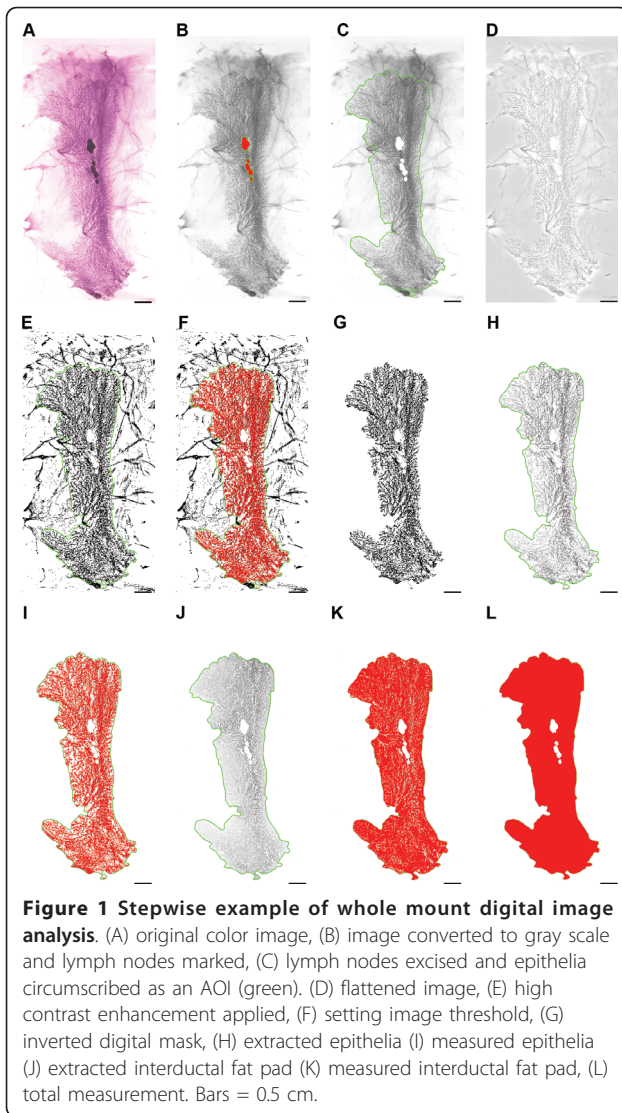 A B C D
E F G H
I J K L
Figure 1 Stepwise example of whole mount digital image
analysis. (A) original color image, (B) image converted to gray scale
and lymph nodes marked, (C) lymph nodes excised and epithelia
circumscribed as an AOI (green). (D) flattened image, (E) high
contrast enhancement applied, (F) setting image threshold, (G)
inverted digital mask, (H) extracted epithelia (I) measured epithelia
(J) extracted interductal fat pad (K) measured interductal fat pad, (L)
total measurement. Bars = 0.5 cm.